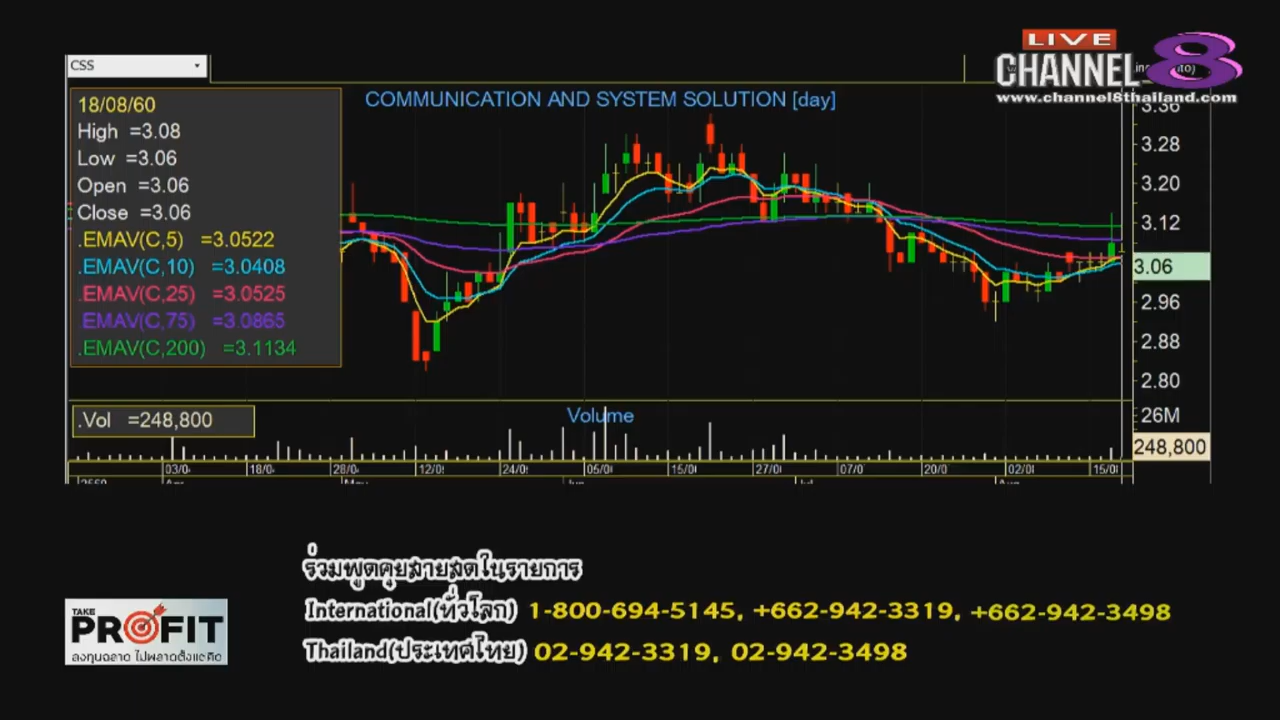 LIVE
CHANNEL 8
www.channel8thailand.com
CSS
COMMUNICATION AND SYSTEM SOLUTION [day]
18/08/60
High =3.08
Low =3.06
Open =3.06
Close =3.06
.EMAV(C,5) =3.0522
.EMAV(C,10) =3.0408
.EMAV(C,25) =3.0525
.EMAV(C,75) =3.0865
.EMAV(C,200) =3.1134
3.36
3.28
3.20
3.12
3.06
2.96
2.88
2.80
.Vol =248,800
Volume
26M
248,800
03/0 18/0 28/0 12/0 24/0 05/0 15/0 27/0 07/0 20/0 02/0 15/0
ร่วมพูดคุยสายสดในรายการ
International(ทั่วโลก) 1-800-694-5145, +662-942-3319, +662-942-3498
Thailand(ประเทศไทย) 02-942-3319, 02-942-3498
TAKE
PROFIT
ลงทุนฉลาด ไม่พลาดตั้งแต่คิด